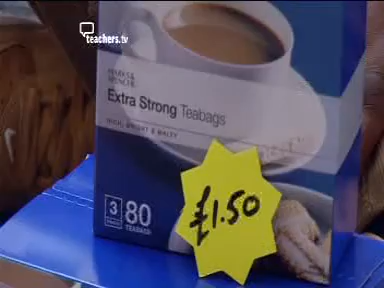 teachers.tv
MARKS &
SPENCER
Extra Strong Teabags
RICH, BRIGHT & MALTY
3
80
TEABAGS
£1.50